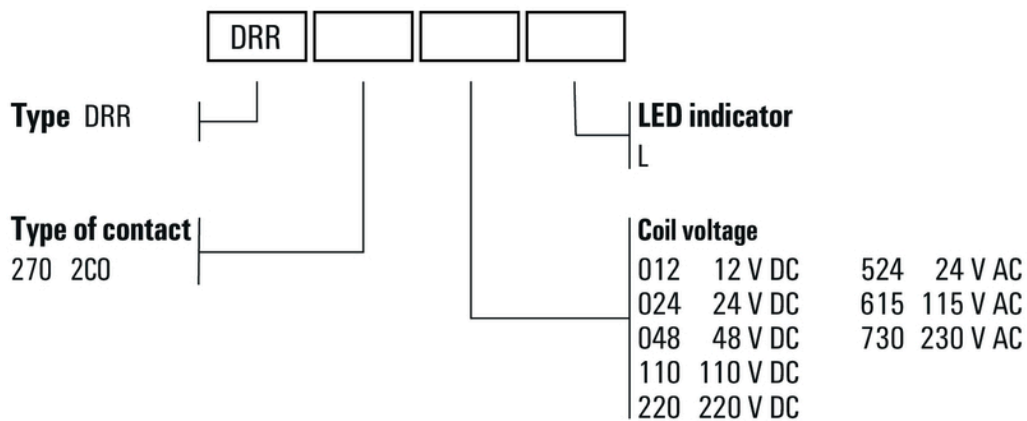 DRR
Type DRR
LED indicator
L
Type of contact
270 2CO
Coil voltage
012 12 V DC 524 24 V AC
024 24 V DC 615 115 V AC
048 48 V DC 730 230 V AC
110 110 V DC
220 220 V DC